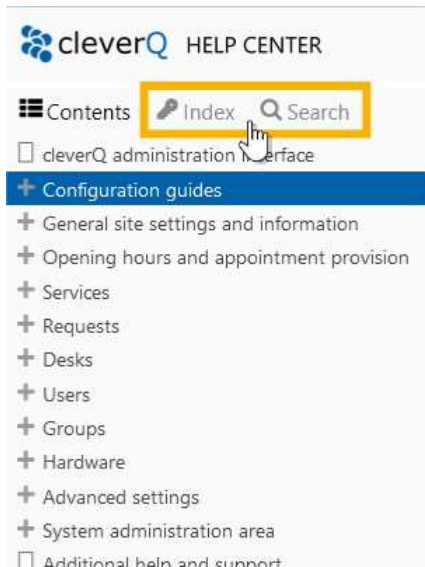 cleverQ HELP CENTER
Contents Index Search
cleverQ administration interface
Configuration guides
General site settings and information
Opening hours and appointment provision
Services
Requests
Desks
Users
Groups
Hardware
Advanced settings
System administration area
Additional help and support